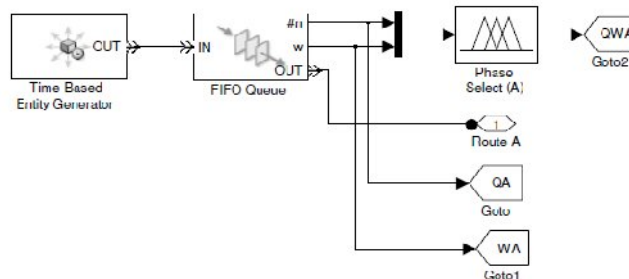 OUT
Time Based
Entity Generator
IN
#n
w
OUT
FIFO Queue
Phase
Select (A)
QWA
Goto2
1
Route A
QA
Goto
WA
Goto1